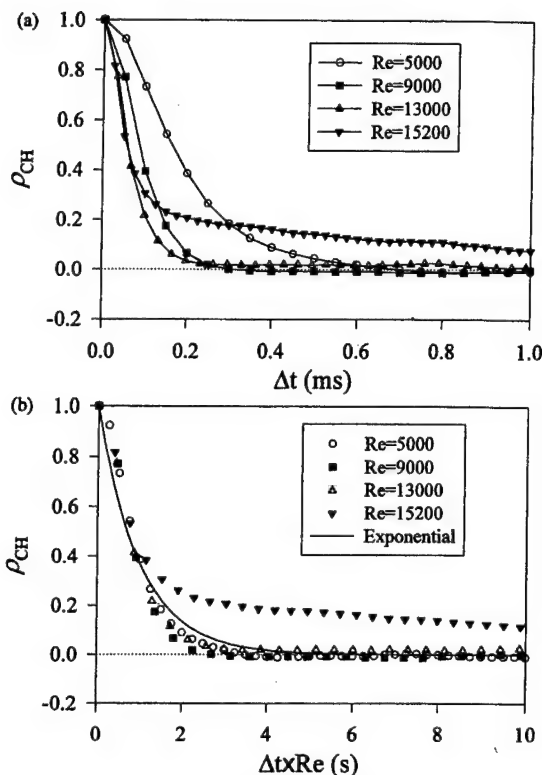 (a)
1.0
0.8
0.6
0.4
0.2
0.0
-0.2
ρCH
Re=5000
Re=9000
Re=13000
Re=15200
0.0 0.2 0.4 0.6 0.8 1.0
Δt (ms)
(b)
1.0
0.8
0.6
0.4
0.2
0.0
-0.2
ρCH
Re=5000
Re=9000
Re=13000
Re=15200
Exponential
0 2 4 6 8 10
ΔtxRe (s)